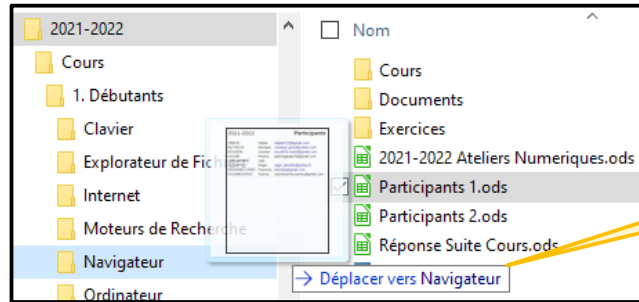 2021-2022
Cours
1. Débutants
Clavier
Explorateur de Fich
Internet
Moteurs de Recherche
Navigateur
Ordinateur
2021-2022 Participants
Nom
Cours
Documents
Exercices
2021-2022 Ateliers Numeriques.ods
Participants 1.ods
Participants 2.ods
Réponse Suite Cours.ods
Déplacer vers Navigateur